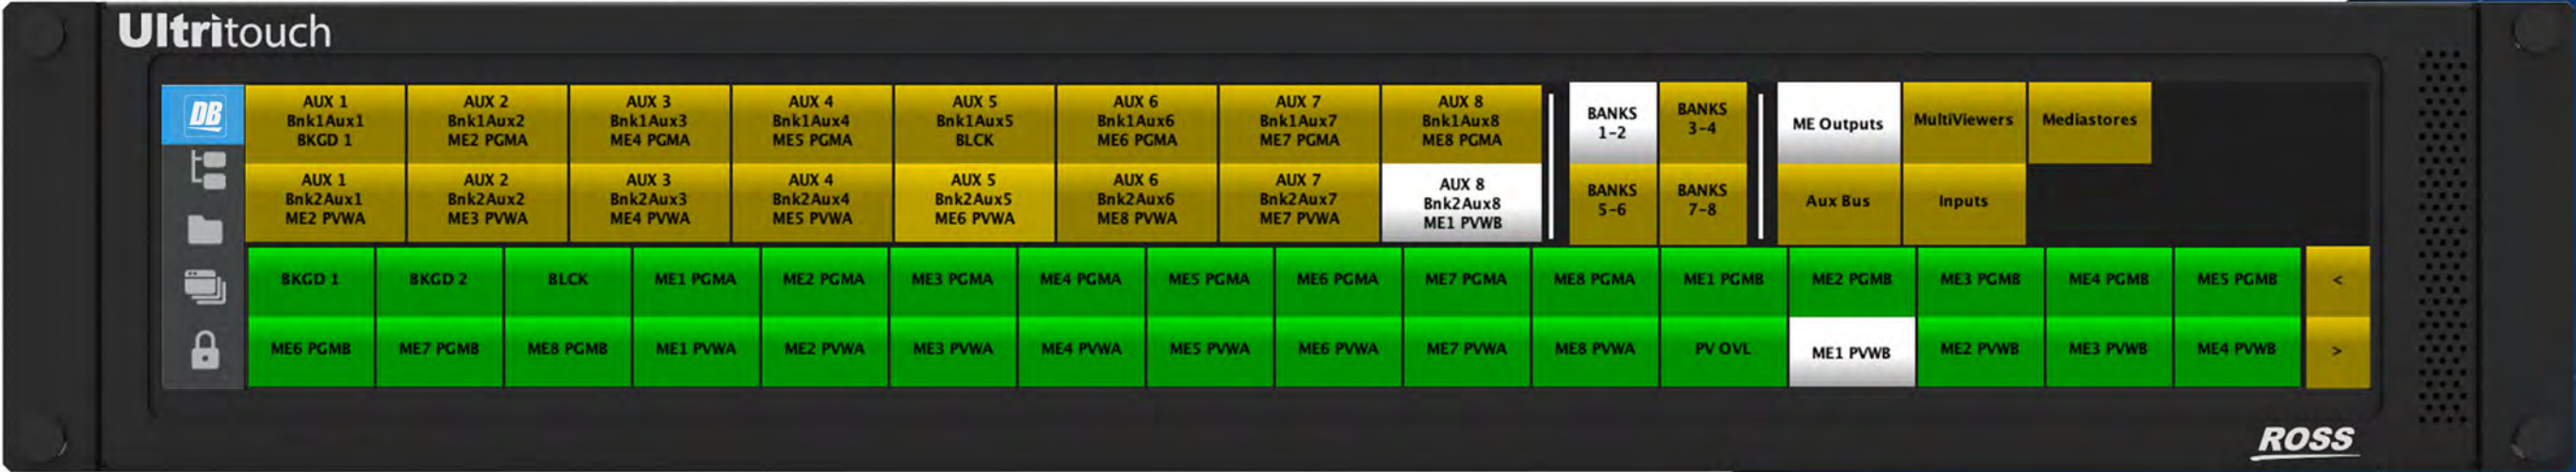 Ultritouch
DB
AUX 1
Bnk1Aux1
BKGD 1
AUX 2
Bnk1Aux2
ME2 PGMA
AUX 3
Bnk1Aux3
ME4 PGMA
AUX 4
Bnk1Aux4
ME5 PGMA
AUX 5
Bnk1Aux5
BLCK
AUX 6
Bnk1Aux6
ME6 PGMA
AUX 7
Bnk1Aux7
ME7 PGMA
AUX 8
Bnk1Aux8
ME8 PGMA
BANKS
1-2
BANKS
3-4
ME Outputs
MultiViewers
Mediastores
AUX 1
Bnk2Aux1
ME2 PVWA
AUX 2
Bnk2Aux2
ME3 PVWA
AUX 3
Bnk2Aux3
ME4 PVWA
AUX 4
Bnk2Aux4
ME5 PVWA
AUX 5
Bnk2Aux5
ME6 PVWA
AUX 6
Bnk2Aux6
ME8 PVWA
AUX 7
Bnk2Aux7
ME7 PVWA
AUX 8
Bnk2Aux8
ME1 PVWB
BANKS
5-6
BANKS
7-8
Aux Bus
Inputs
BKGD 1
BKGD 2
BLCK
ME1 PGMA
ME2 PGMA
ME3 PGMA
ME4 PGMA
ME5 PGMA
ME6 PGMA
ME7 PGMA
ME8 PGMA
ME1 PGMB
ME2 PGMB
ME3 PGMB
ME4 PGMB
ME5 PGMB
<
ME6 PGMB
ME7 PGMB
ME8 PGMB
ME1 PVWA
ME2 PVWA
ME3 PVWA
ME4 PVWA
ME5 PVWA
ME6 PVWA
ME7 PVWA
ME8 PVWA
PV OVL
ME1 PVWB
ME2 PVWB
ME3 PVWB
ME4 PVWB
>
ROSS